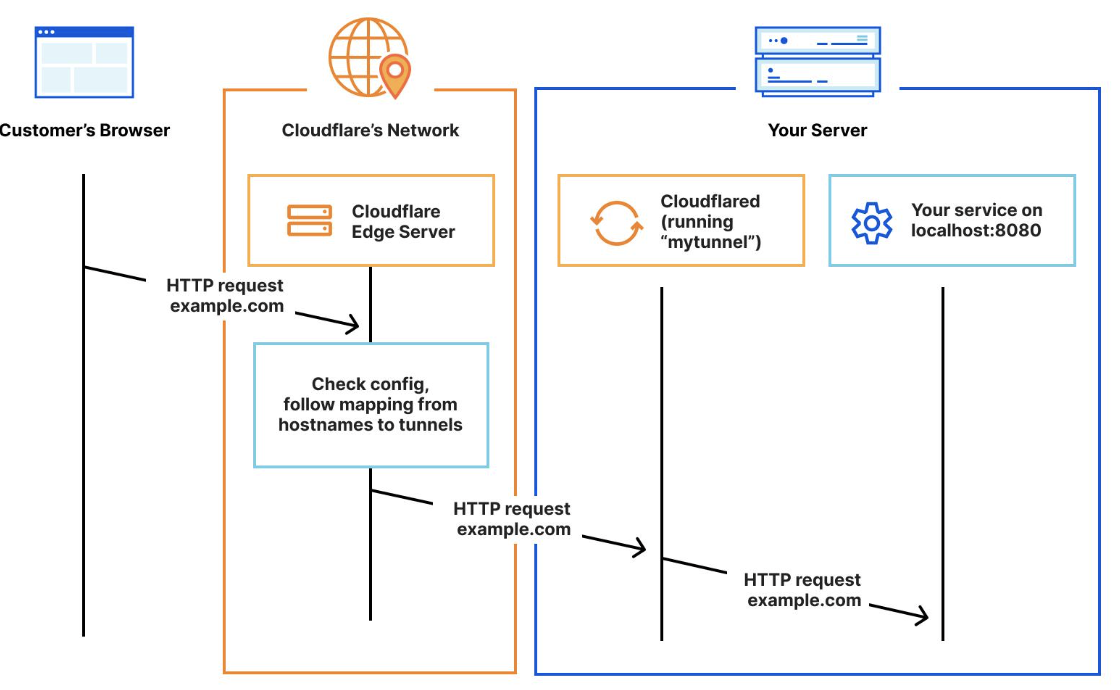 Customer's Browser
Cloudflare's Network
Your Server
Cloudflare
Edge Server
Cloudflared
(running
“mytunnel”)
Your service on
localhost:8080
HTTP request
example.com
Check config,
follow mapping from
hostnames to tunnels
HTTP request
example.com
HTTP request
example.com